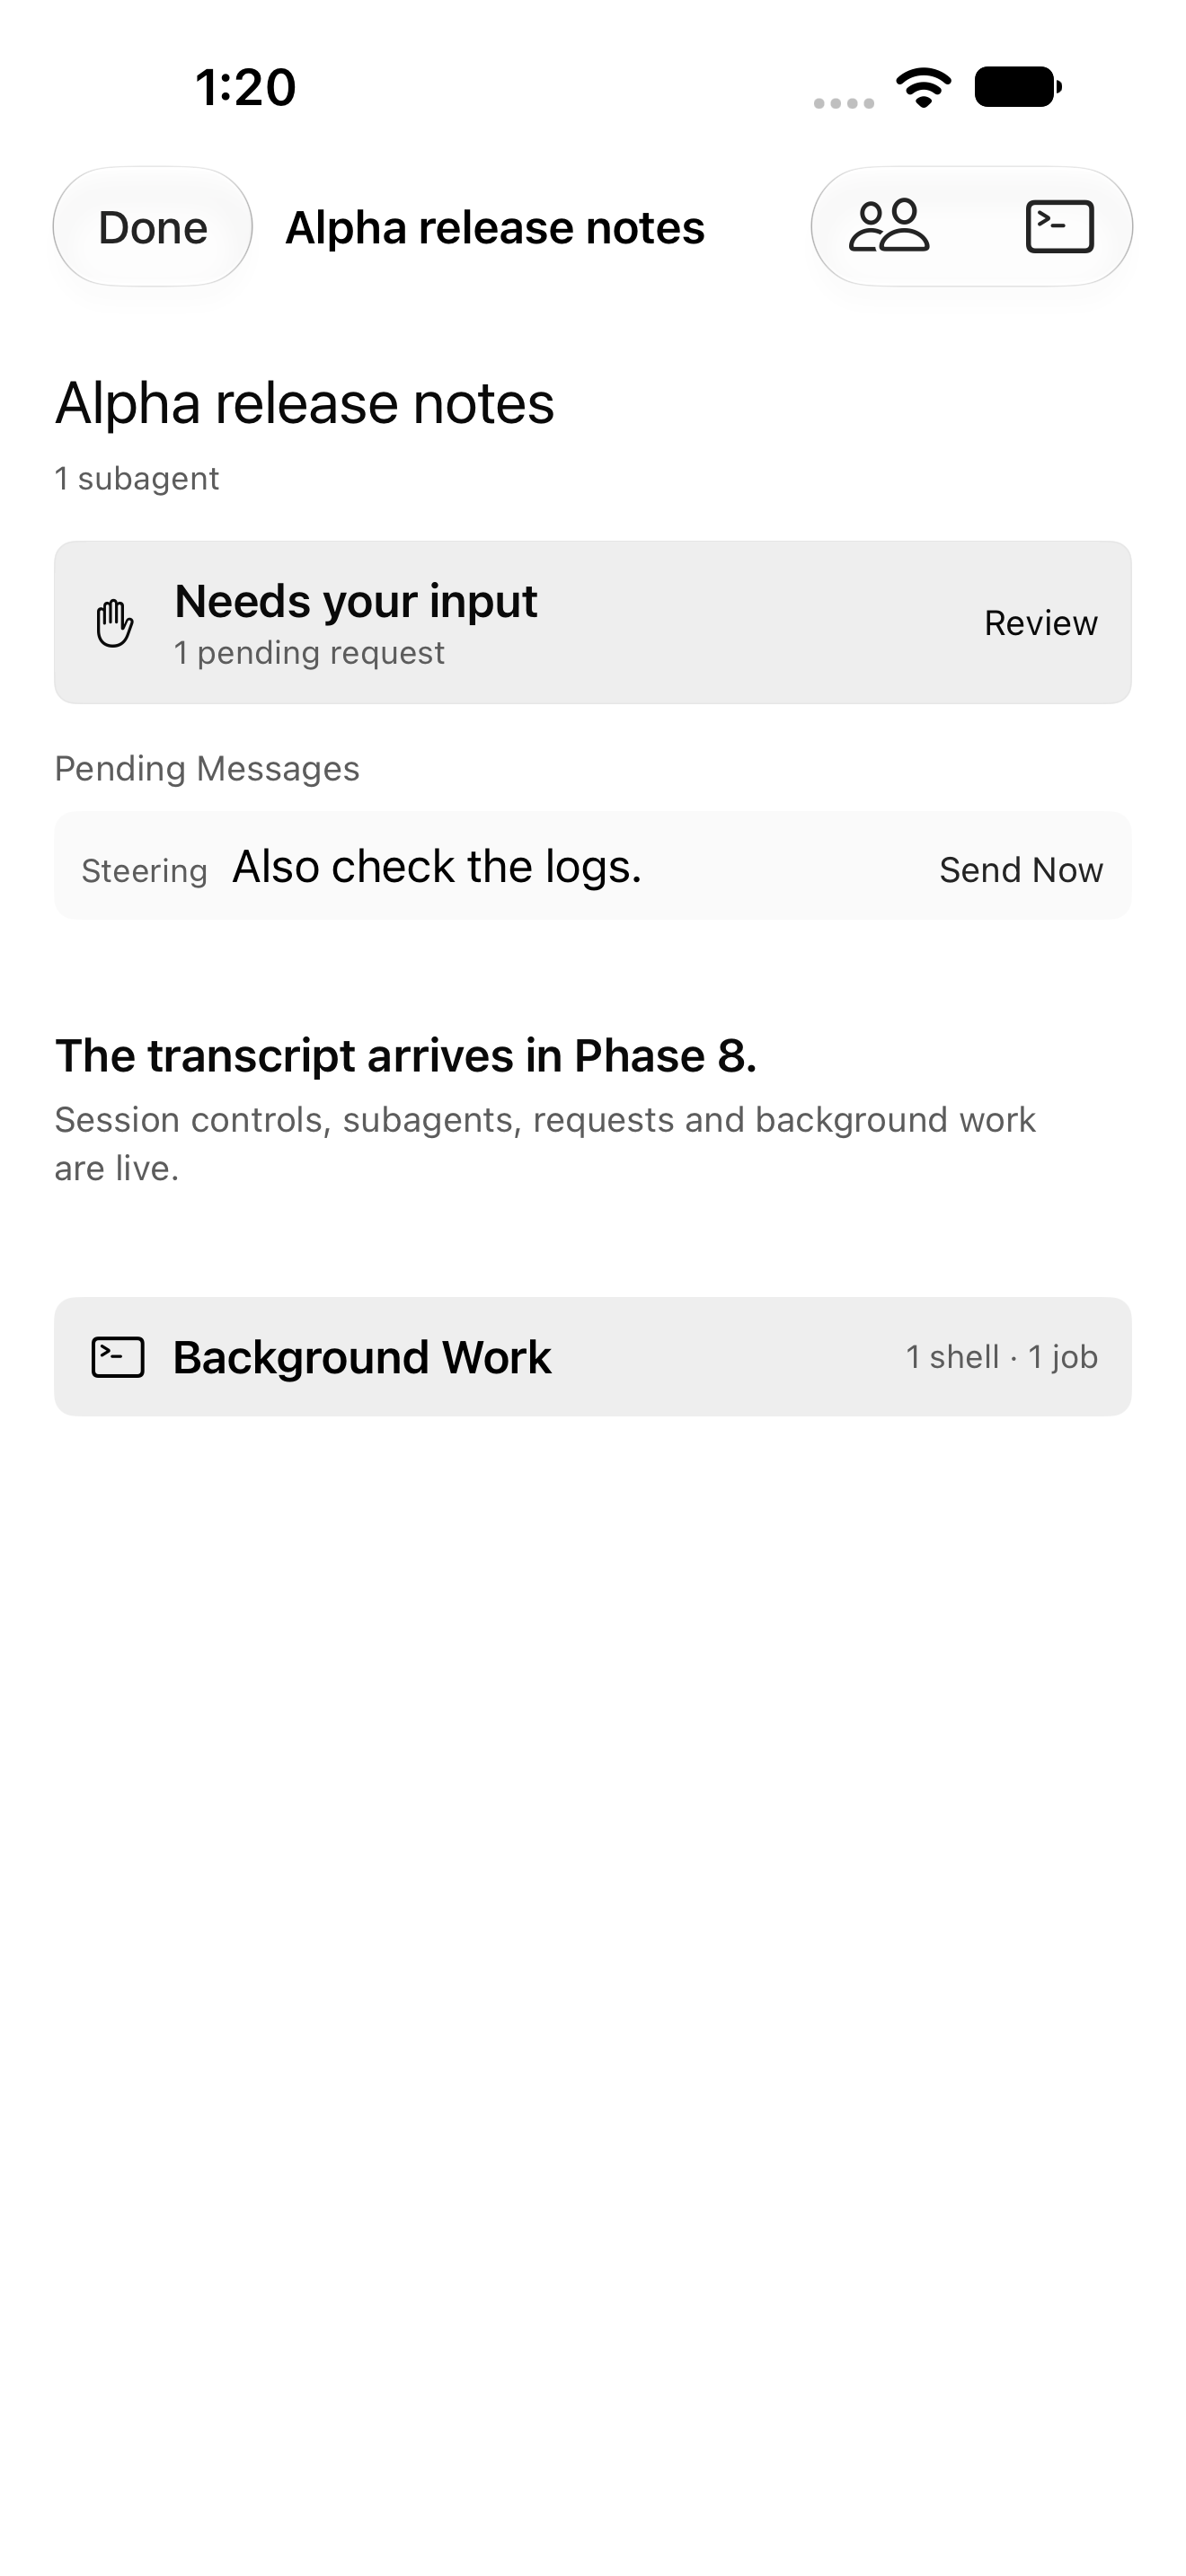 1:20
Done
Alpha release notes
Alpha release notes
1 subagent
Needs your input
1 pending request
Review
Pending Messages
Steering Also check the logs. Send Now
The transcript arrives in Phase 8.
Session controls, subagents, requests and background work
are live.
Background Work
1 shell · 1 job